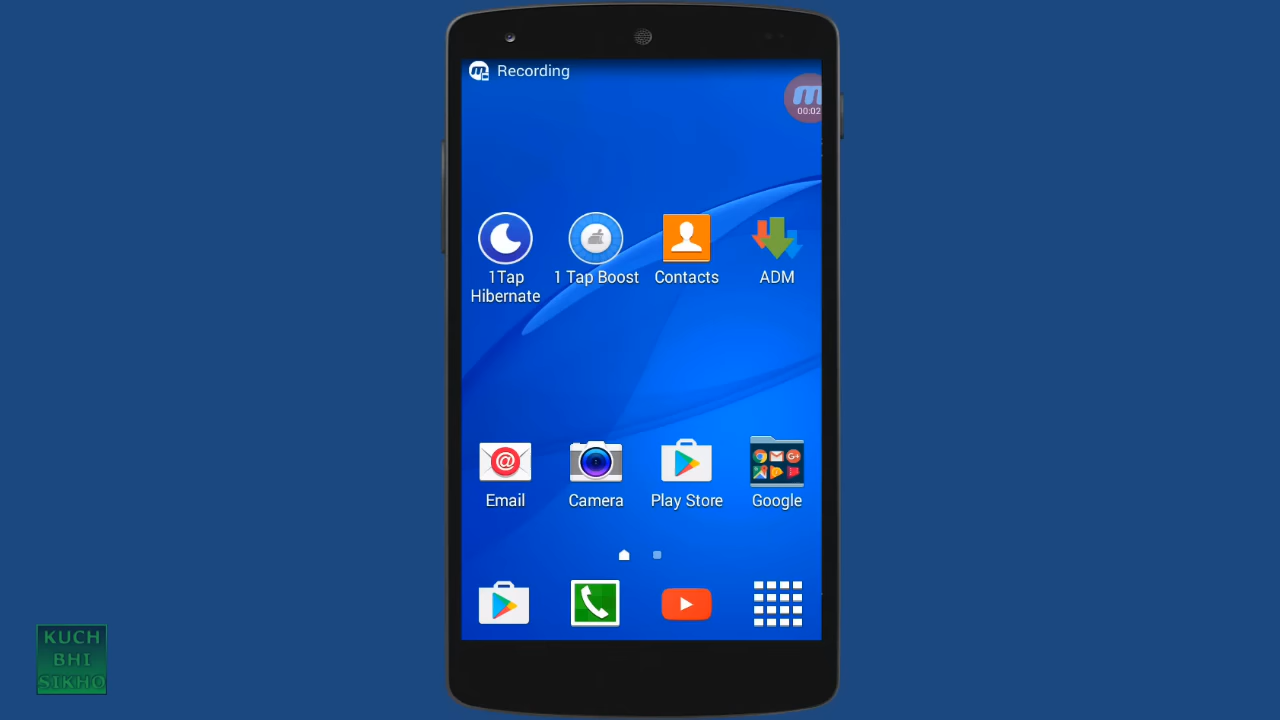 Recording
m
00:02
1Tap
Hibernate
1 Tap Boost
Contacts
ADM
Email
Camera
Play Store
Google
KUCH
BHI
SIKHO